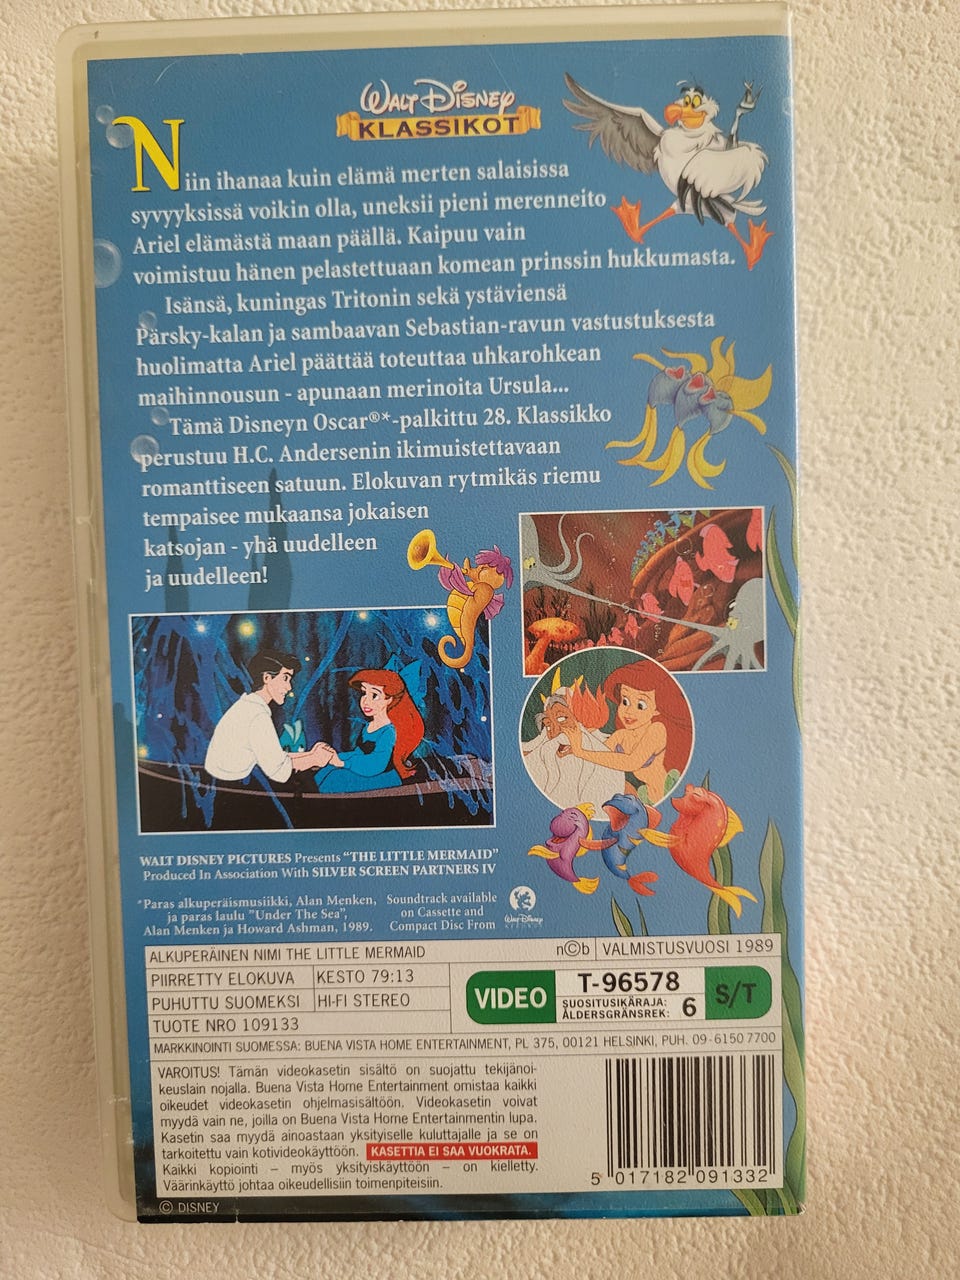 WALT DISNEY
KLASSIKOT
Niin ihanaa kuin elämä merten salaisissa
syvyyksissä voikin olla, uneksii pieni merenneito
Ariel elämästä maan päällä. Kaipuu vain
voimistuu hänen pelastettuaan komean prinssin hukkumasta.
Isänsä, kuningas Tritonin sekä ystäviensä
Pärsky-kalan ja sambaavan Sebastian-ravun vastustuksesta
huolimatta Ariel päättää toteuttaa uhkarohkean
maihinnousun - apunaan merinoita Ursula...
Tämä Disneyn Oscar®*-palkittu 28. Klassikko
perustuu H.C. Andersenin ikimuistettavaan
romanttiseen satuun. Elokuvan rytmikäs riemu
tempaisee mukaansa jokaisen
katsojan - yhä uudelleen
ja uudelleen!
WALT DISNEY PICTURES Presents "THE LITTLE MERMAID"
Produced In Association With SILVER SCREEN PARTNERS IV
*Paras alkuperäismusiikki, Alan Menken,
ja paras laulu "Under The Sea",
Alan Menken ja Howard Ashman, 1989.
Soundtrack available
on Cassette and
Compact Disc From
Walt Disney
RECORDS
ALKUPERÄINEN NIMI THE LITTLE MERMAID
n©b VALMISTUSVUOSI 1989
PIIRRETTY ELOKUVA KESTO 79:13
PUHUTTU SUOMEKSI HI-FI STEREO
TUOTE NRO 109133
VIDEO
T-96578
SUOSITUSIKÄRAJA:
ÅLDERSGRÄNSREK: 6
S/T
MARKKINOINTI SUOMESSA: BUENA VISTA HOME ENTERTAINMENT, PL 375, 00121 HELSINKI, PUH. 09-6150 7700
VAROITUS! Tämän videokasetin sisältö on suojattu tekijänoi-
keuslain nojalla. Buena Vista Home Entertainment omistaa kaikki
oikeudet videokasetin ohjelmasisältöön. Videokasetin voivat
myydä vain ne, joilla on Buena Vista Home Entertainmentin lupa.
Kasetin saa myydä ainoastaan yksityiselle kuluttajalle ja se on
tarkoitettu vain kotivideokäyttöön. KASETTIA EI SAA VUOKRATA.
Kaikki kopiointi – myös yksityiskäyttöön – on kielletty.
Väärinkäyttö johtaa oikeudellisiin toimenpiteisiin.
5 017182 091332
© DISNEY